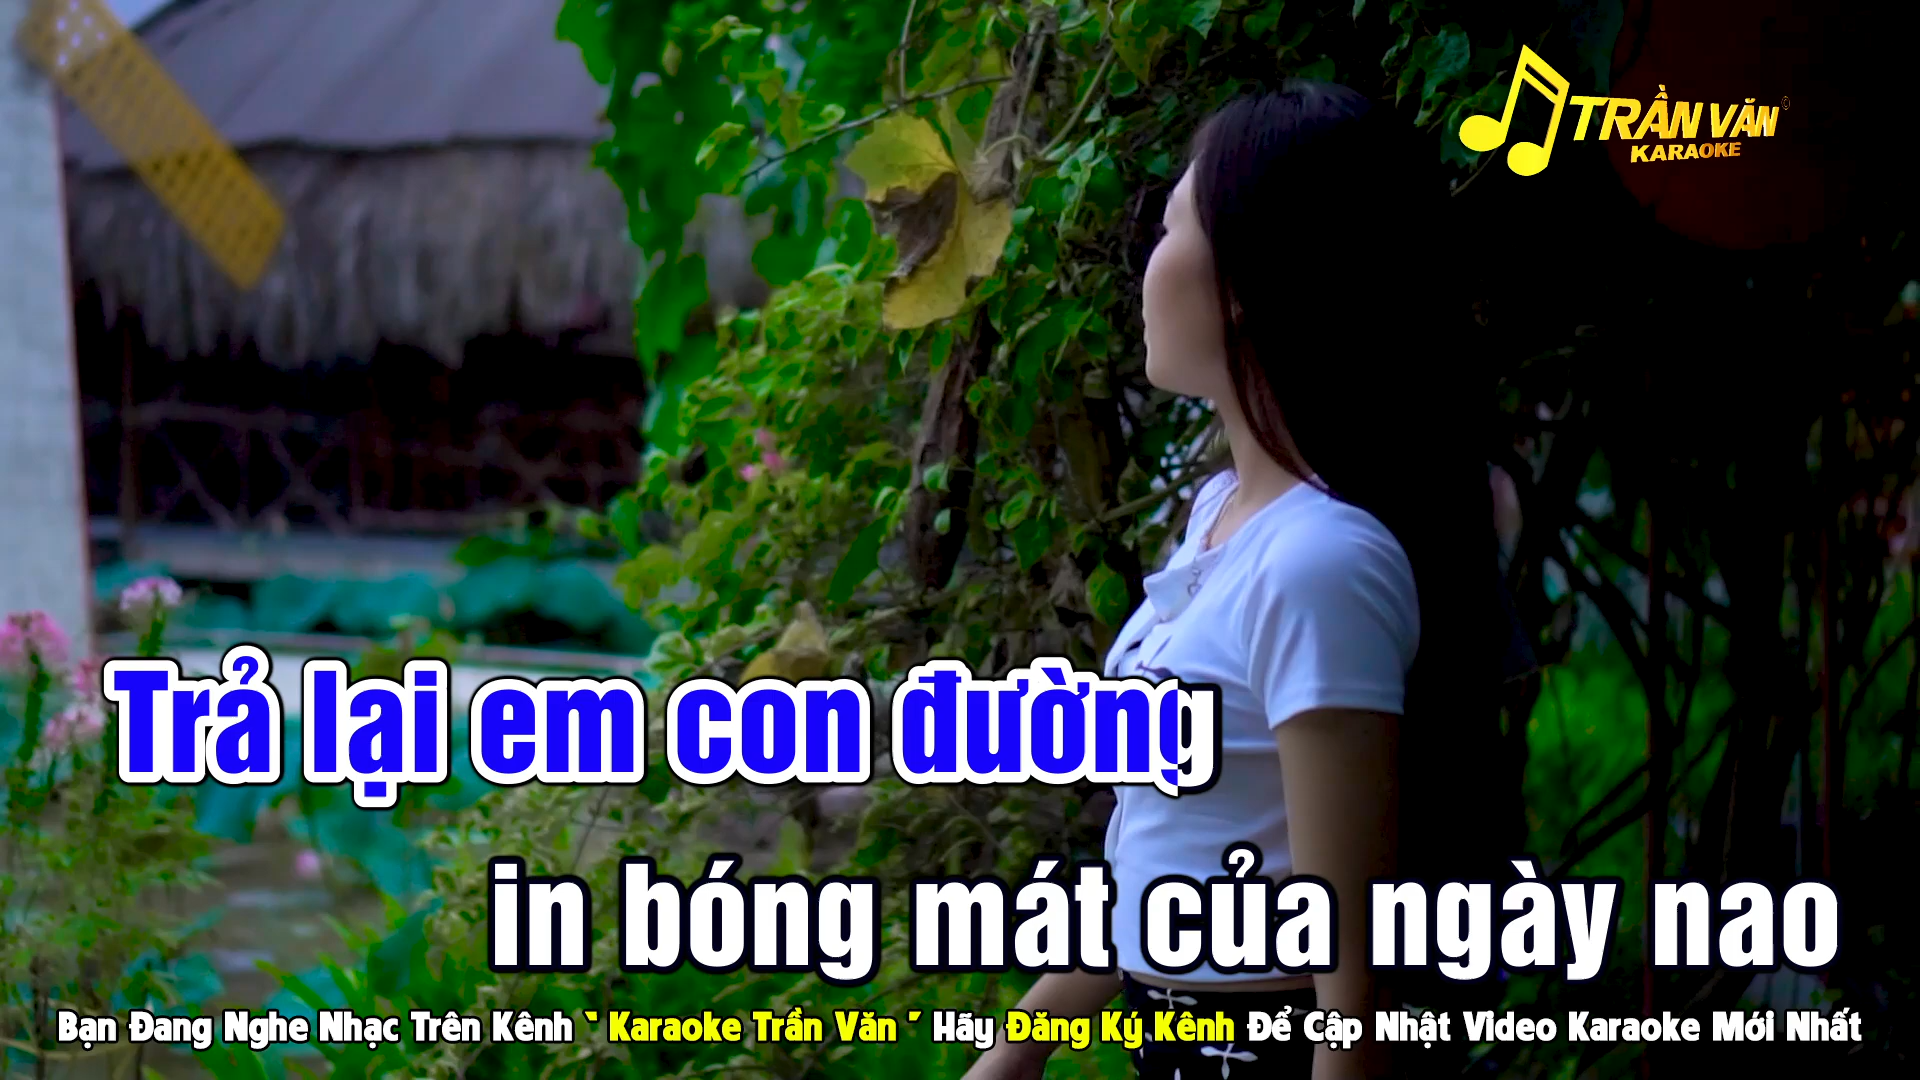 TRẦN VĂN ©
KARAOKE
Trả lại em con đường
in bóng mát của ngày nao
Bạn Đang Nghe Nhạc Trên Kênh ` Karaoke Trần Văn ´ Hãy Đăng Ký Kênh Để Cập Nhật Video Karaoke Mới Nhất